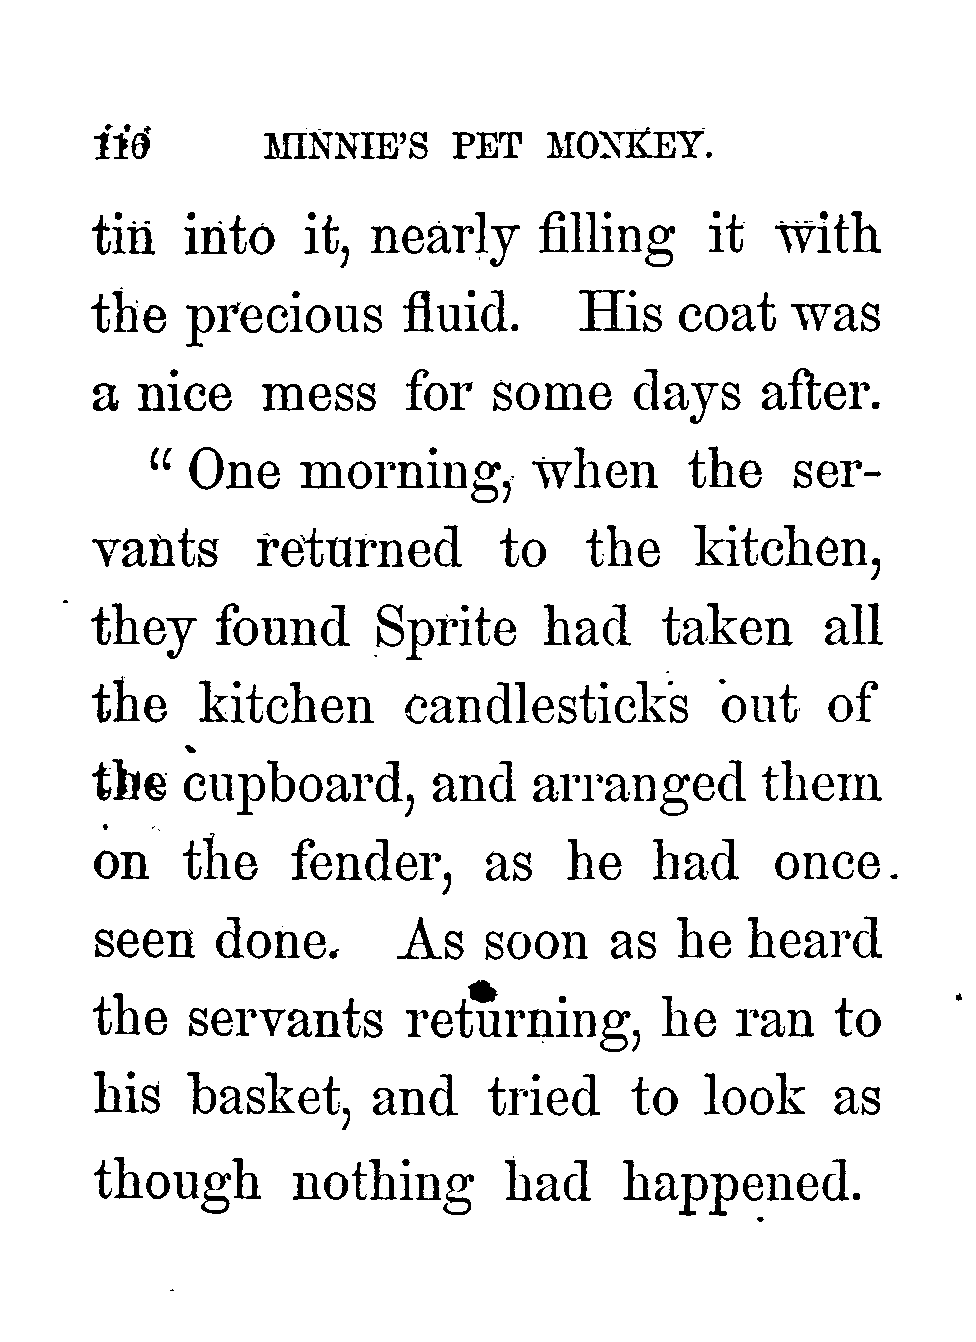 116 MINNIE'S PET MONKEY.
tin into it, nearly filling it with
the precious fluid. His coat was
a nice mess for some days after.
" One morning, when the ser-
vants returned to the kitchen,
they found Sprite had taken all
the kitchen candlesticks out of
the cupboard, and arranged them
on the fender, as he had once
seen done. As soon as he heard
the servants returning, he ran to
his basket, and tried to look as
though nothing had happened.